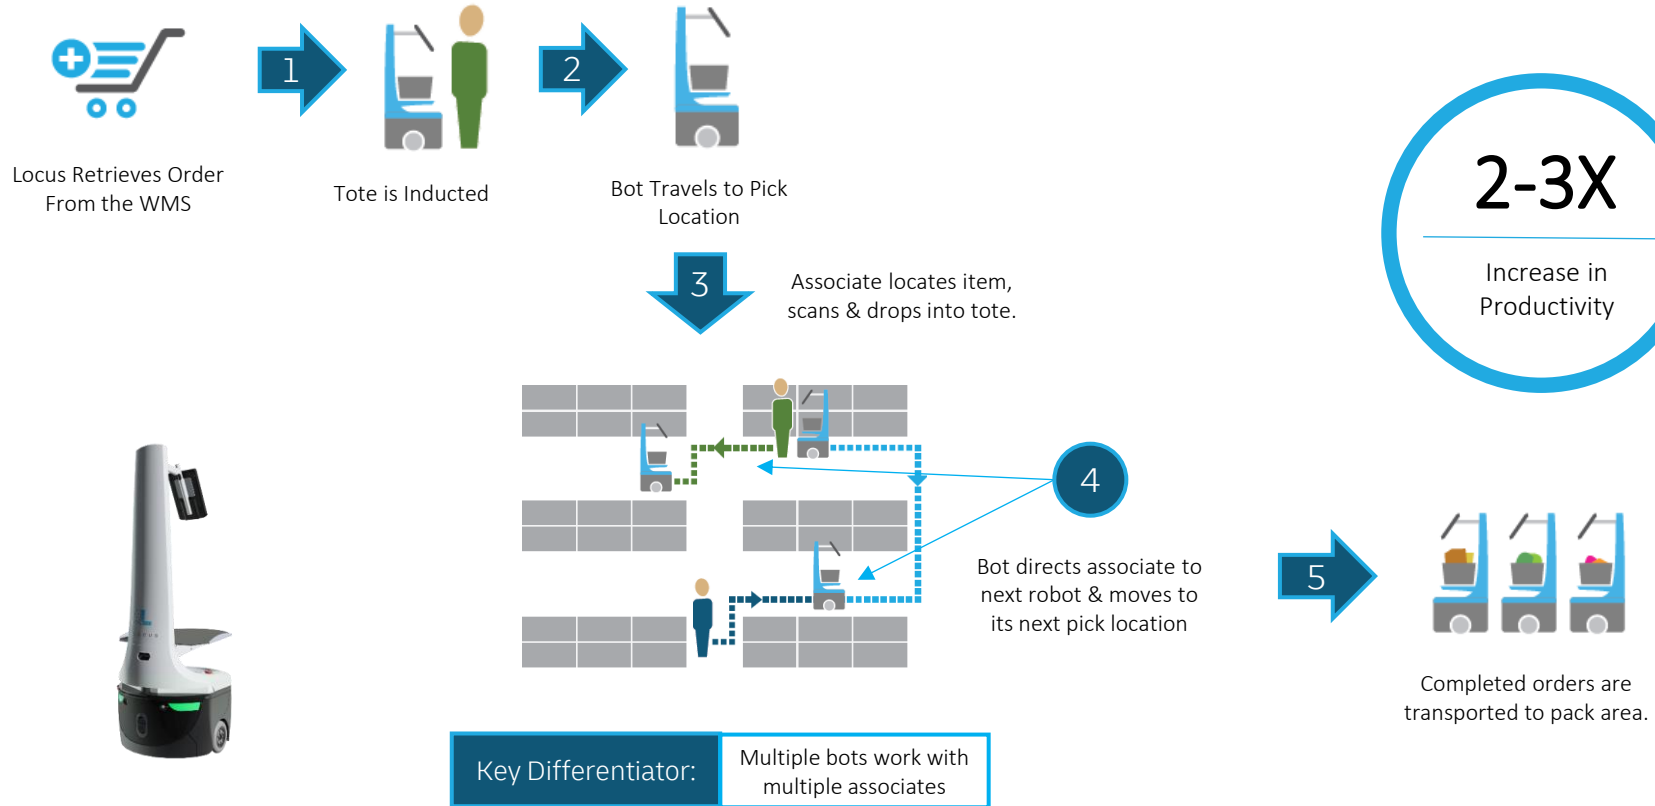 1
2
Locus Retrieves Order
From the WMS
Tote is Inducted
Bot Travels to Pick
Location
2-3X
Increase in
Productivity
3
Associate locates item,
scans & drops into tote.
4
Bot directs associate to
next robot & moves to
its next pick location
5
Completed orders are
transported to pack area.
Key Differentiator:
Multiple bots work with
multiple associates